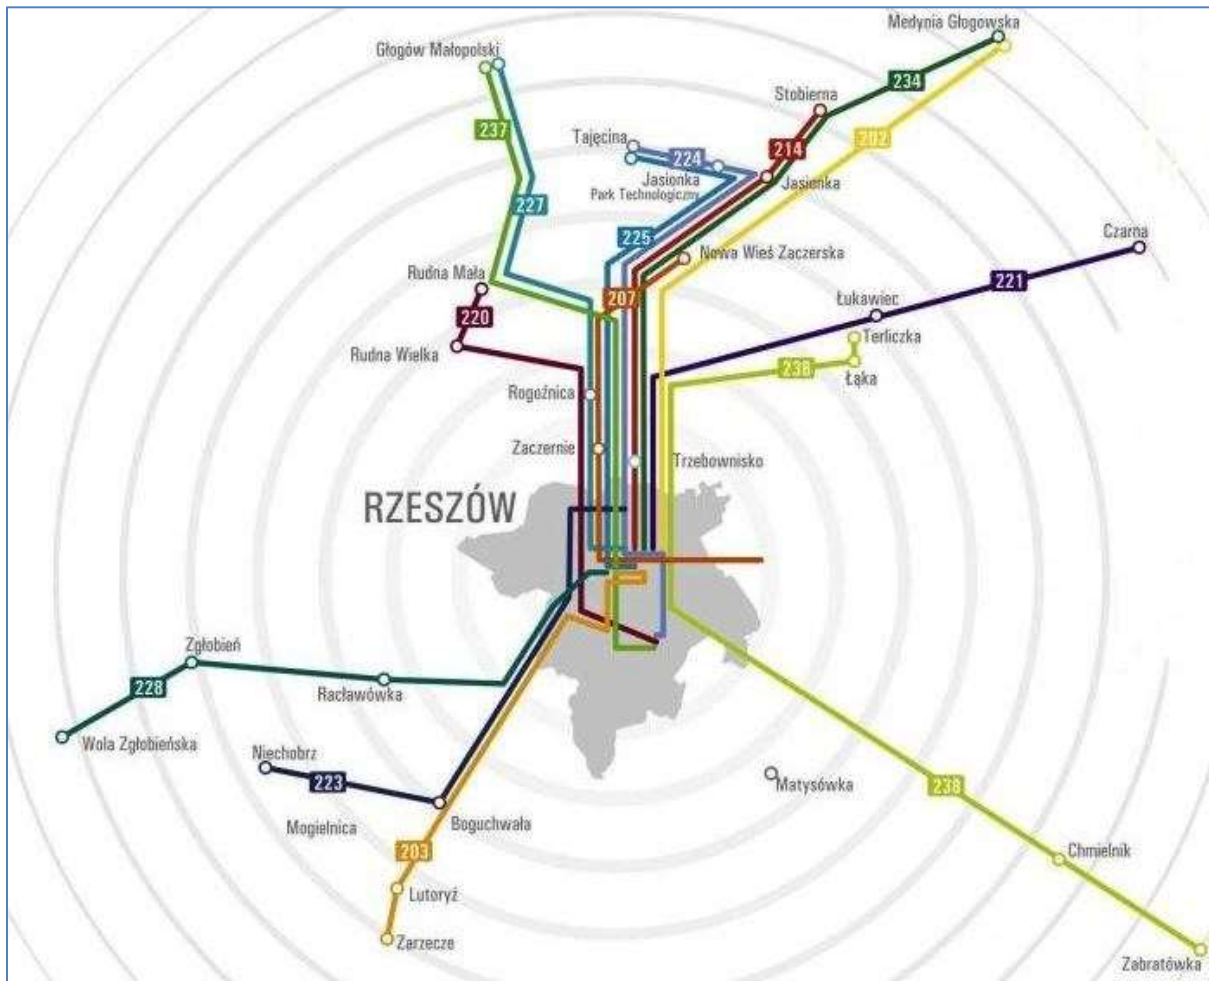 Medynia Głogowska
Głogów Małopolski
234
Stobierna
237
Tajęcina
202
224
214
Jasionka
Park Technologiczny
Jasionka
227
225
Czarna
Nowa Wieś Zaczerska
Rudna Mała
221
207
Łukawiec
220
Terliczka
Rudna Wielka
238
Łąka
Rogoźnica
Zaczernie
Trzebownisko
RZESZÓW
Zgłobień
228
Racławówka
Wola Zgłobieńska
Niechobrz
223
Matysówka
238
Mogielnica
Boguchwała
203
Chmielnik
Lutoryż
Zarzecze
Zabratówka